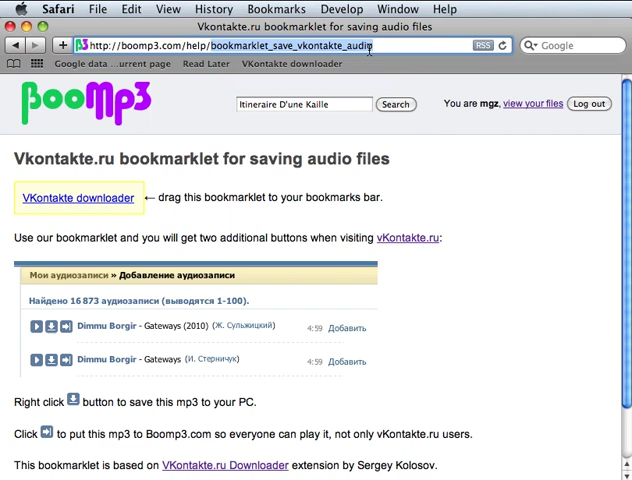 Safari File Edit View History Bookmarks Develop Window Help
Vkontakte.ru bookmarklet for saving audio files
http://boomp3.com/help/bookmarklet_save_vkontakte_audio RSS Google
Google data ...urrent page Read Later VKontakte downloader
BooMp3 Itineraire D'une Kaille Search You are mgz, view your files Log out
Vkontakte.ru bookmarklet for saving audio files
VKontakte downloader ← drag this bookmarklet to your bookmarks bar.
Use our bookmarklet and you will get two additional buttons when visiting vKontakte.ru:
Мои аудиозаписи » Добавление аудиозаписи
Найдено 16 873 аудиозаписи (выводятся 1-100).
Dimmu Borgir - Gateways (2010) (Ж. Сульжицкий) 4:59 Добавить
Dimmu Borgir - Gateways (И. Стерничук) 4:59 Добавить
Right click button to save this mp3 to your PC.
Click to put this mp3 to Boomp3.com so everyone can play it, not only vKontakte.ru users.
This bookmarklet is based on VKontakte.ru Downloader extension by Sergey Kolosov.